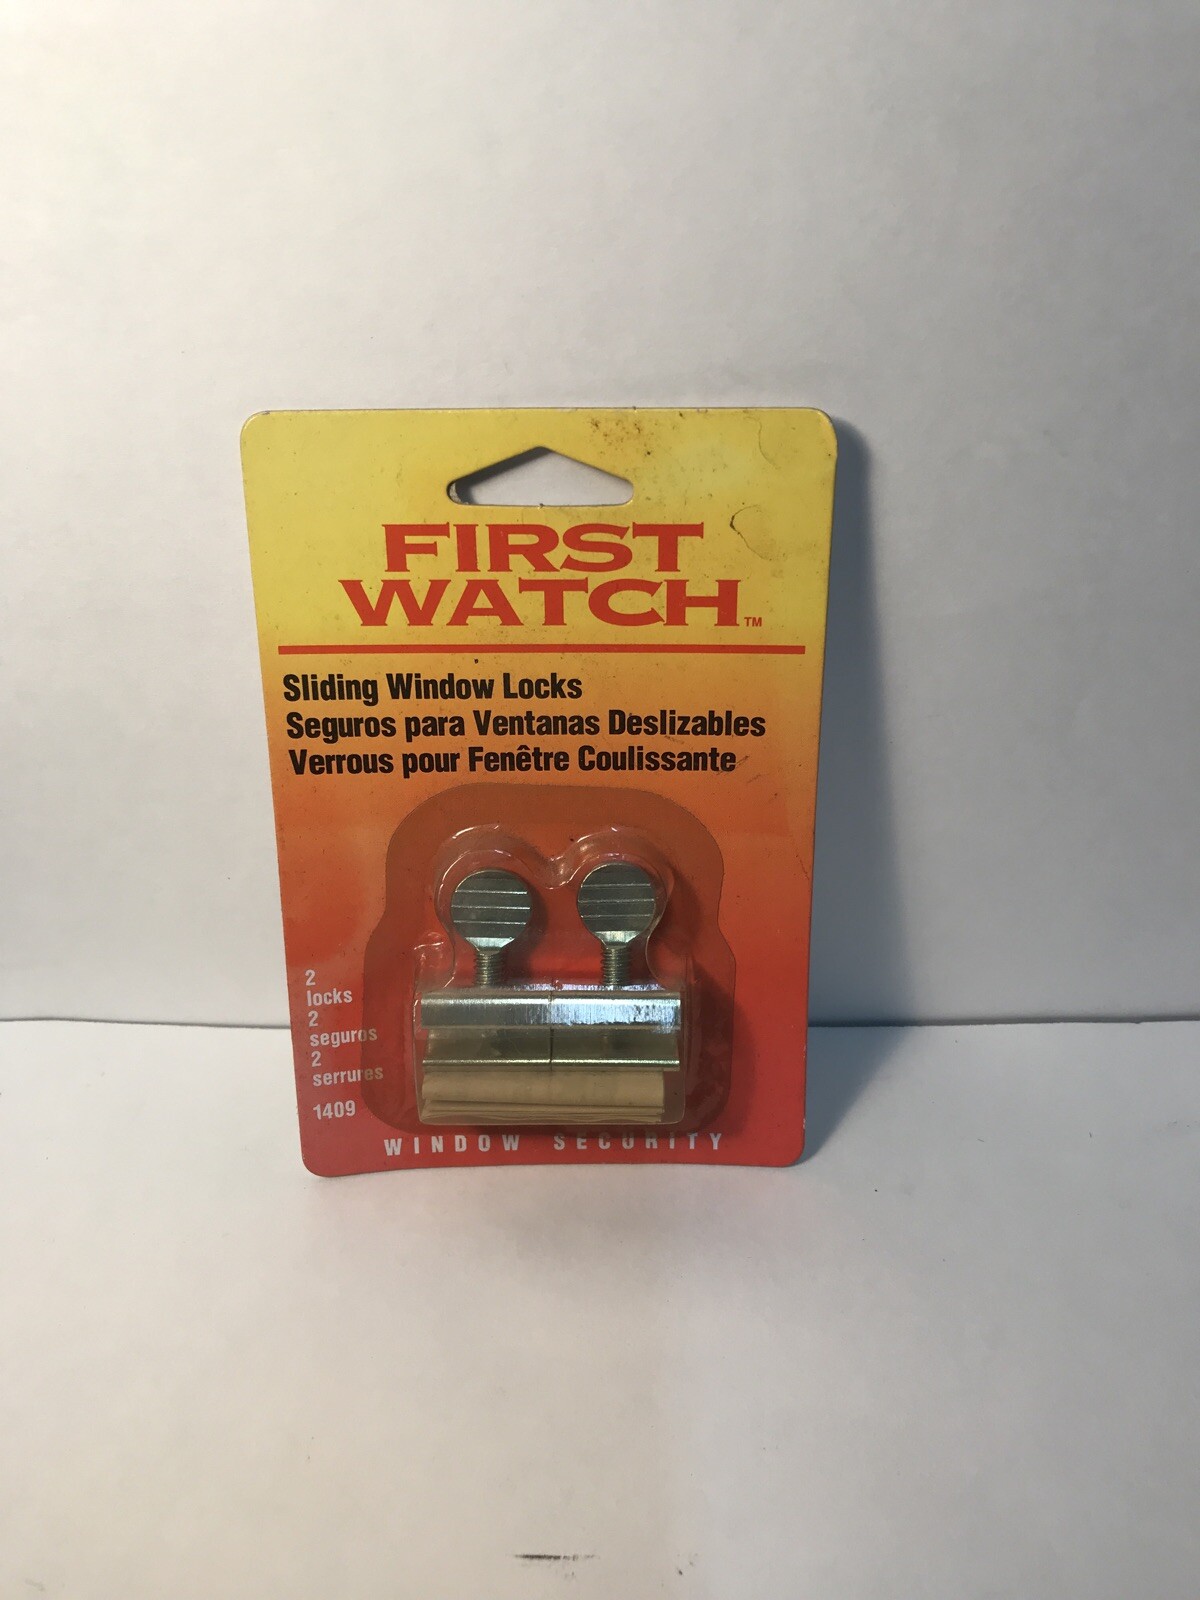 FIRST
WATCH™
Sliding Window Locks
Seguros para Ventanas Deslizables
Verrous pour Fenêtre Coulissante
2
locks
2
seguros
2
serrures
1409
WINDOW SECURITY